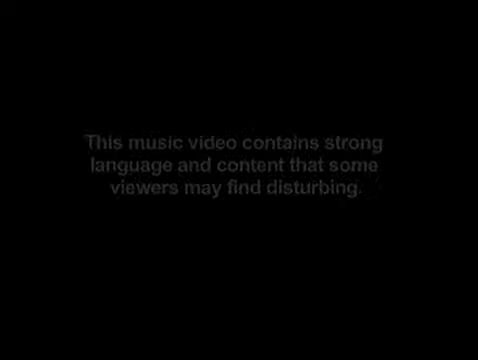 This music video contains strong
language and content that some
viewers may find disturbing.